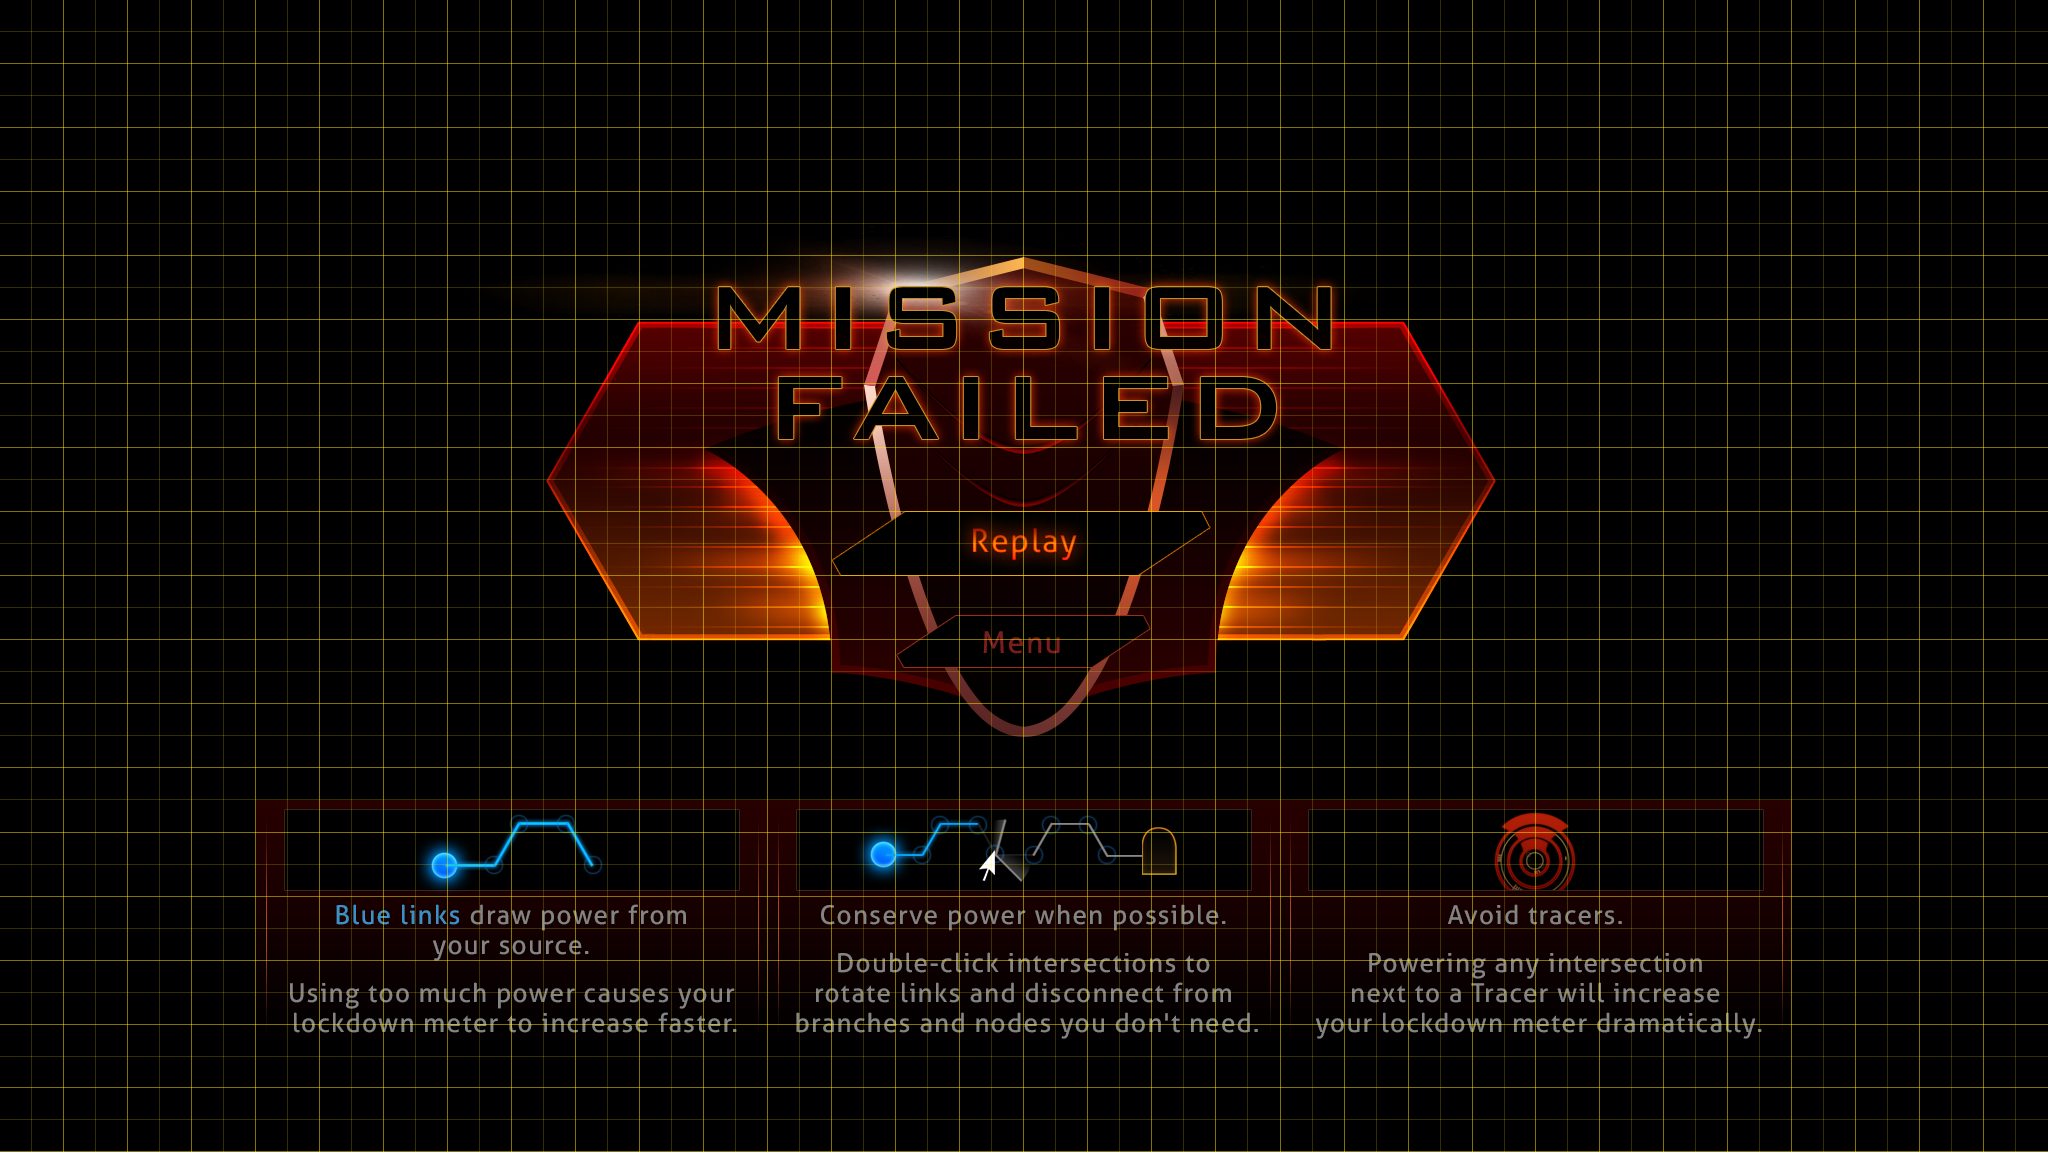 MISSION
FAILED
Replay
Menu
Blue links draw power from
your source.
Using too much power causes your
lockdown meter to increase faster.
Conserve power when possible.
Double-click intersections to
rotate links and disconnect from
branches and nodes you don't need.
Avoid tracers.
Powering any intersection
next to a Tracer will increase
your lockdown meter dramatically.